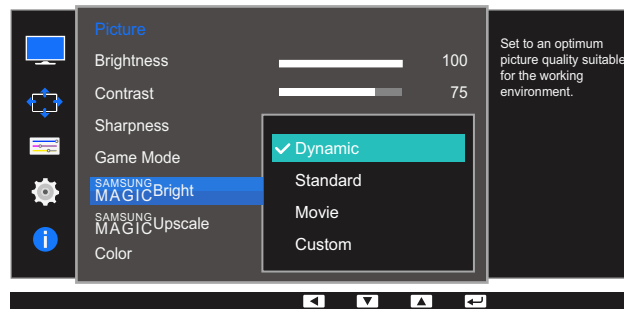 Picture
Brightness 100
Contrast 75
Sharpness
Game Mode
SAMSUNG
MAGICBright
SAMSUNG
MAGICUpscale
Color
Dynamic
Standard
Movie
Custom
Set to an optimum
picture quality suitable
for the working
environment.